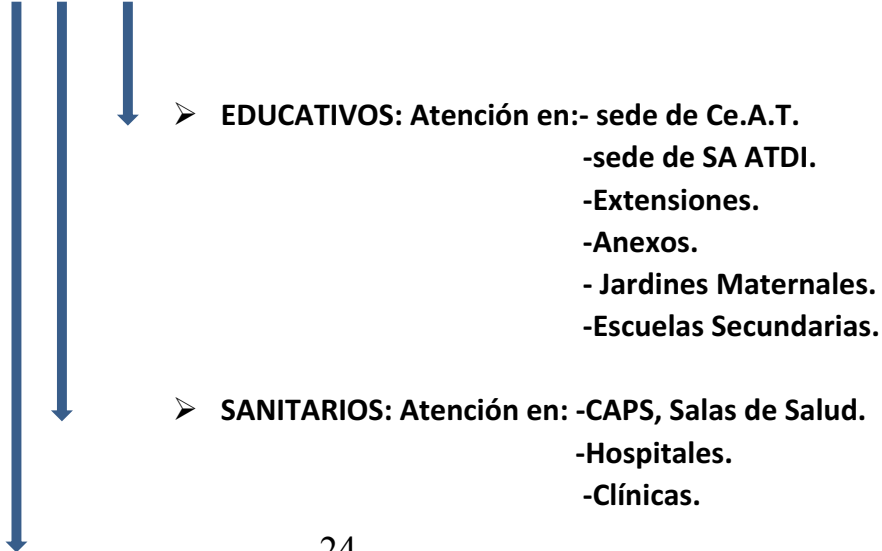 ➢ EDUCATIVOS: Atención en:- sede de Ce.A.T.
-sede de SA ATDI.
-Extensiones.
-Anexos.
- Jardines Maternales.
-Escuelas Secundarias.
➢ SANITARIOS: Atención en: -CAPS, Salas de Salud.
-Hospitales.
-Clínicas.
24